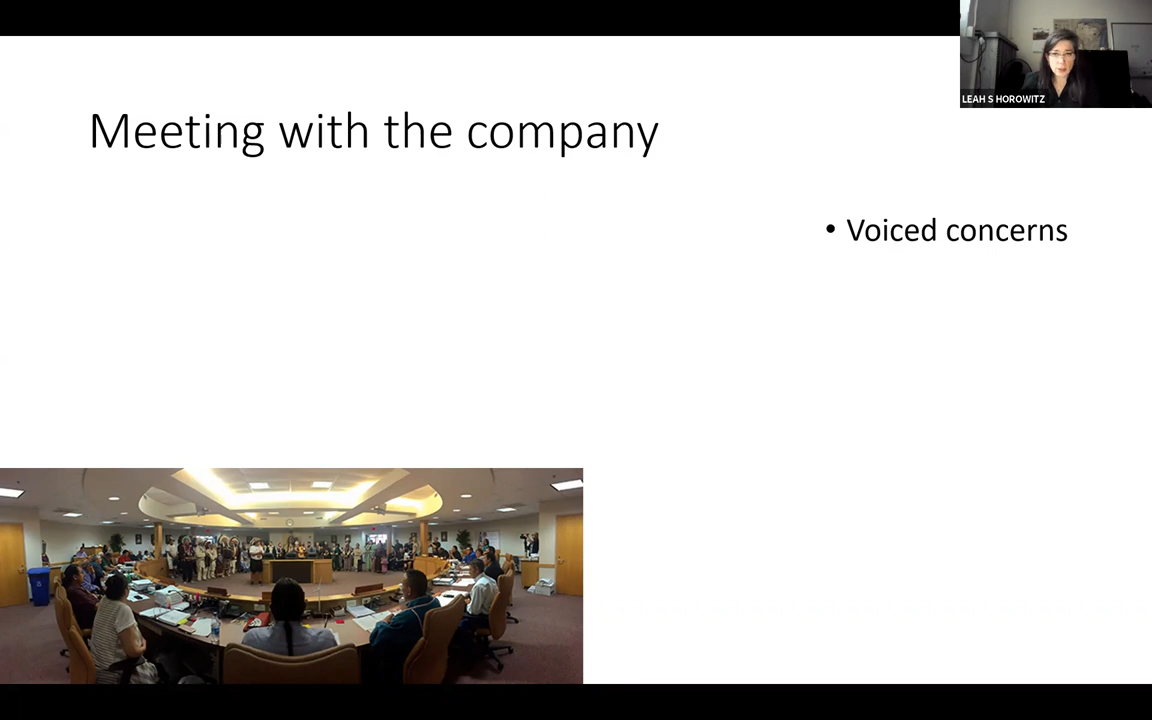 LEAH S HOROWITZ
Meeting with the company
• Voiced concerns